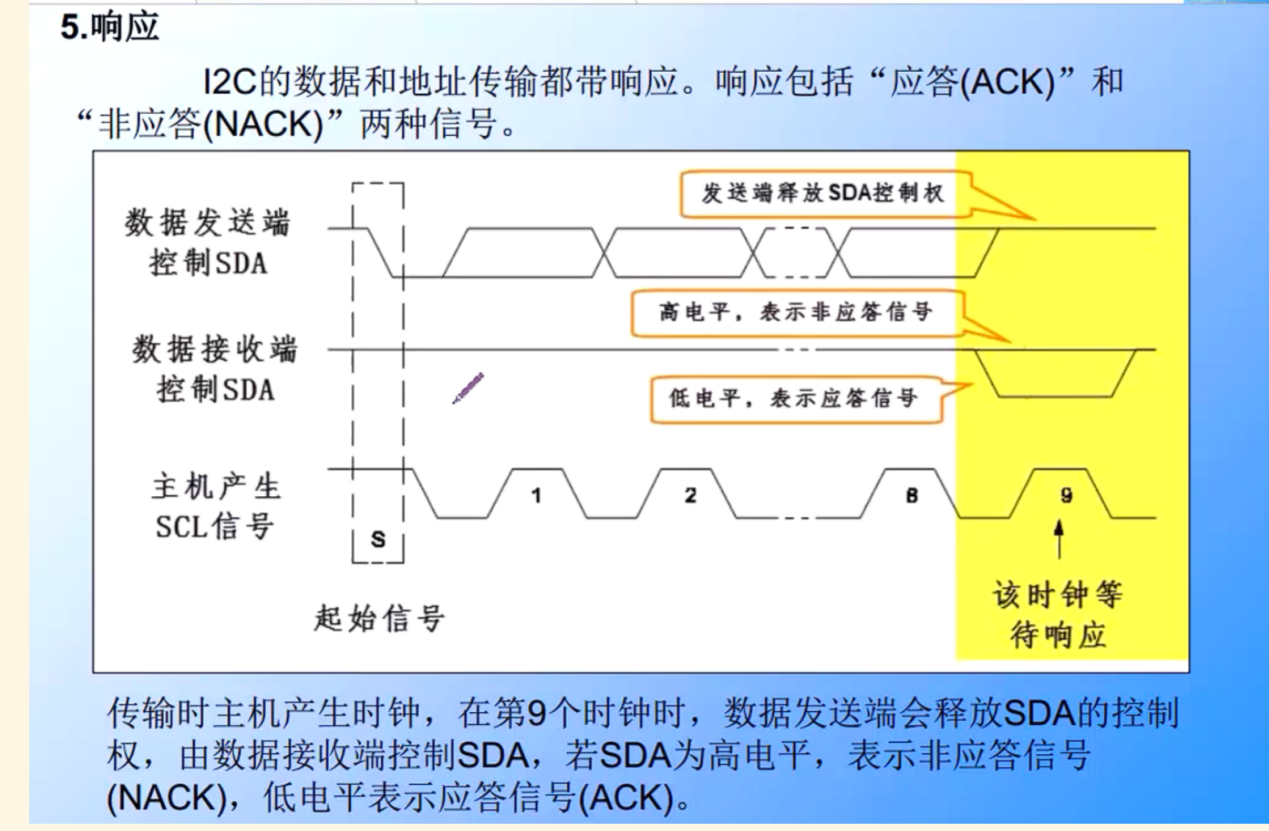 5.响应
I2C的数据和地址传输都带响应。响应包括“应答(ACK)”和
“非应答(NACK)”两种信号。
发送端释放SDA控制权
数据发送端
控制SDA
高电平，表示非应答信号
数据接收端
控制SDA
低电平，表示应答信号
主机产生
SCL信号
1
2
8
9
S
起始信号
该时钟等
待响应
传输时主机产生时钟，在第9个时钟时，数据发送端会释放SDA的控制
权，由数据接收端控制SDA，若SDA为高电平，表示非应答信号
(NACK)，低电平表示应答信号(ACK)。